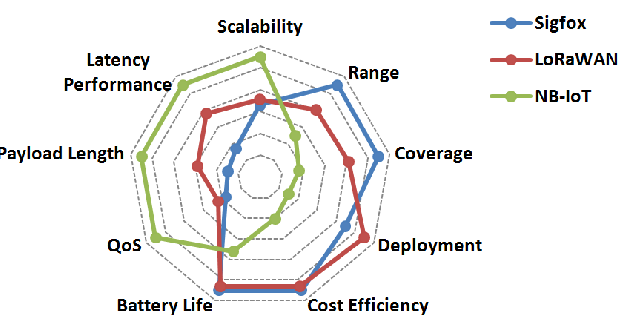 Scalability
Sigfox
LoRaWAN
NB-IoT
Latency
Performance
Range
Payload Length
Coverage
QoS
Deployment
Battery Life
Cost Efficiency